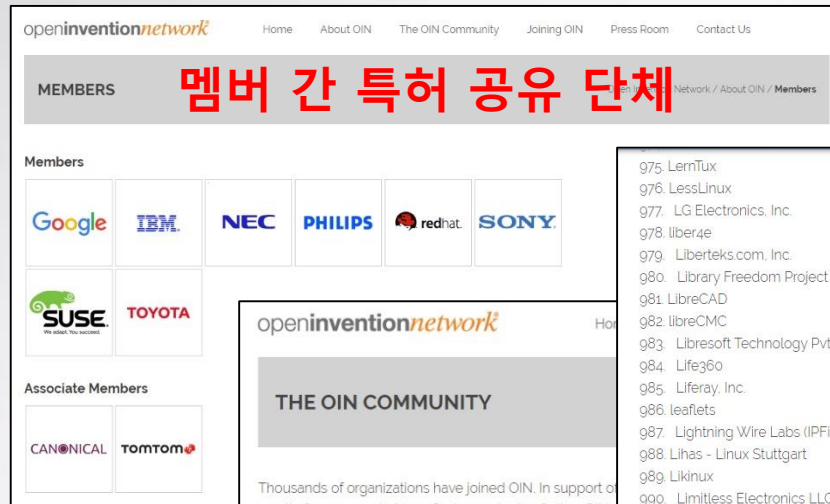 openinventionnetwork
Home About OIN The OIN Community Joining OIN Press Room Contact Us
MEMBERS
멤버 간 특허 공유 단체
Network / About OIN / Members
Members
Google
IBM
NEC
PHILIPS
redhat.
SONY
SUSE
We adapt. You succeed.
TOYOTA
Associate Members
CANONICAL
TOMTOM
openinventionnetwork
THE OIN COMMUNITY
Thousands of organizations have joined OIN. In support of
975. LernTux
976. LessLinux
977. LG Electronics, Inc.
978. liber4e
979. Liberteks.com, Inc.
980. Library Freedom Project
981. LibreCAD
982. libreCMC
983. Libresoft Technology Pvt
984. Life360
985. Liferay, Inc.
986. leaflets
987. Lightning Wire Labs (IPFi
988. Lihas - Linux Stuttgart
989. Likinux
990. Limitless Electronics LLC